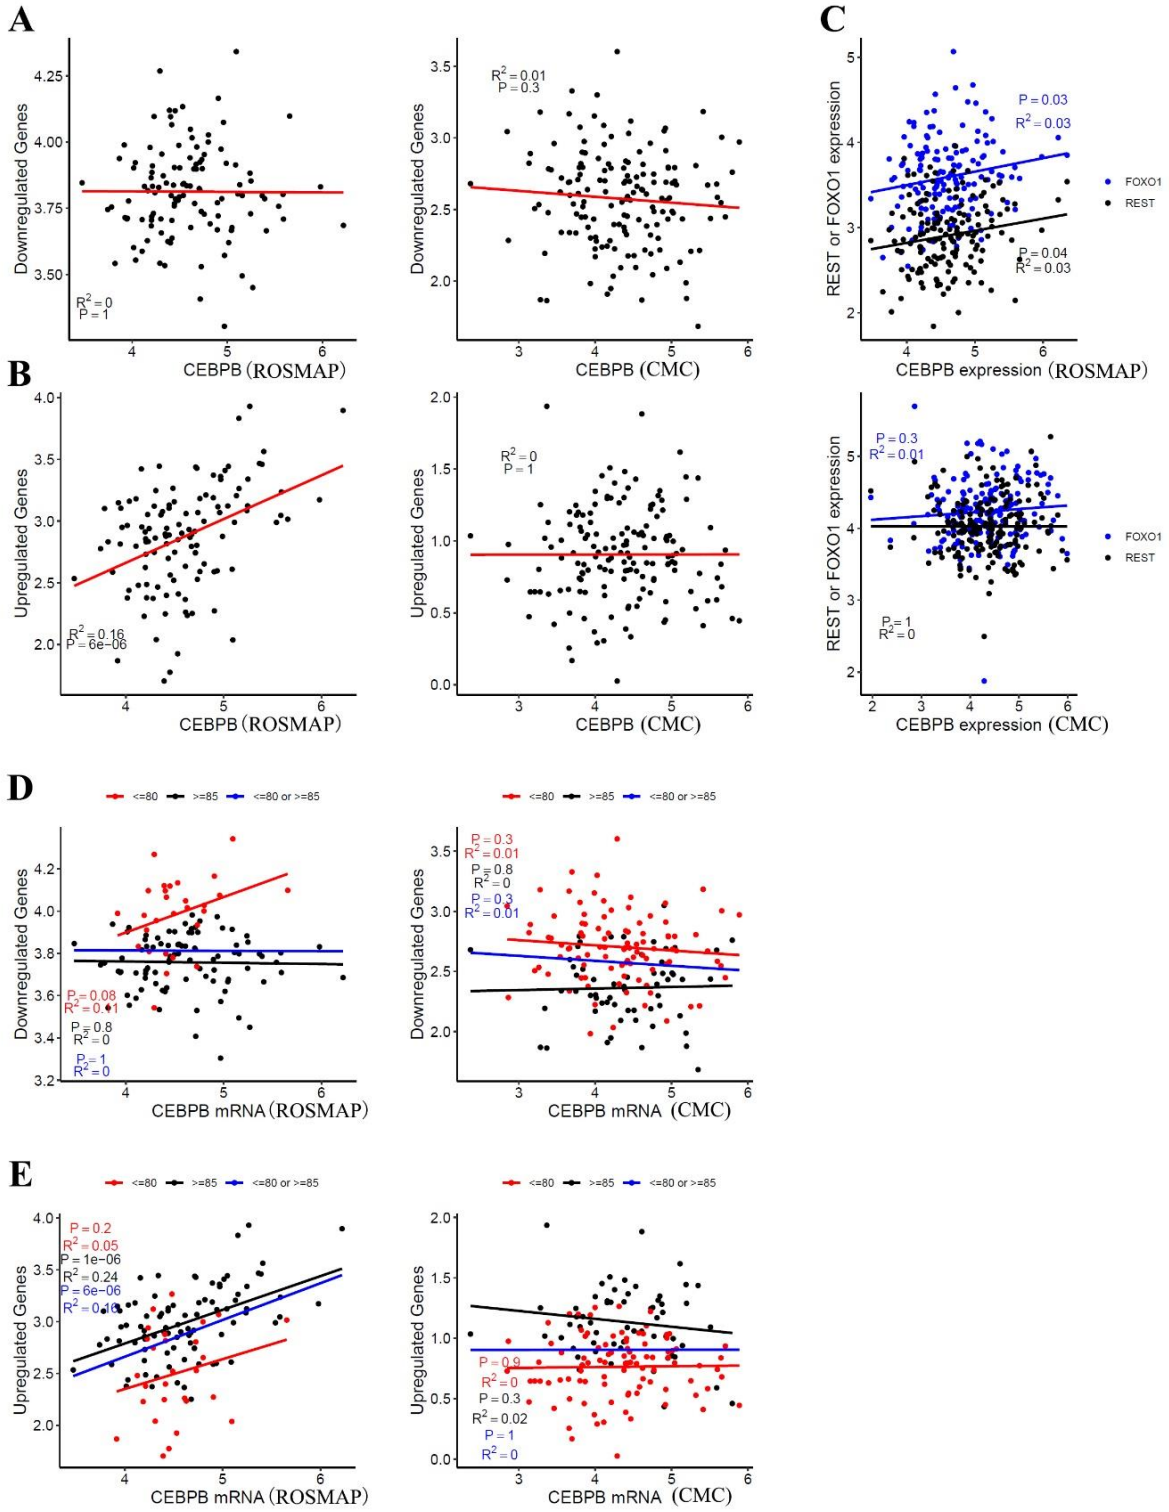 A
Downregulated Genes
4.25
4.00
3.75
3.50
R² = 0
P = 1
4 5 6
CEBPB (ROSMAP)
Downregulated Genes
3.5
3.0
2.5
2.0
R² = 0.01
P = 0.3
3 4 5 6
CEBPB (CMC)
C
REST or FOXO1 expression
5
4
3
2
P = 0.03
R² = 0.03
P = 0.04
R² = 0.03
FOXO1
REST
4 5 6
CEBPB expression (ROSMAP)
B
Upregulated Genes
4.0
3.5
3.0
2.5
2.0
R² = 0.16
P = 6e-06
4 5 6
CEBPB (ROSMAP)
Upregulated Genes
2.0
1.5
1.0
0.5
0.0
R² = 0
P = 1
3 4 5 6
CEBPB (CMC)
REST or FOXO1 expression
5
4
3
2
P = 0.3
R² = 0.01
P = 1
R² = 0
FOXO1
REST
2 3 4 5 6
CEBPB expression (CMC)
D
<=80 >=85 <=80 or >=85
Downregulated Genes
4.2
4.0
3.8
3.6
3.4
3.2
P = 0.08
R² = 0.11
P = 0.8
R² = 0
P = 1
R² = 0
4 5 6
CEBPB mRNA (ROSMAP)
<=80 >=85 <=80 or >=85
Downregulated Genes
3.5
3.0
2.5
2.0
P = 0.3
R² = 0.01
P = 0.8
R² = 0
P = 0.3
R² = 0.01
3 4 5 6
CEBPB mRNA (CMC)
E
<=80 >=85 <=80 or >=85
Upregulated Genes
4.0
3.5
3.0
2.5
2.0
P = 0.2
R² = 0.05
P = 1e-06
R² = 0.24
P = 6e-06
R² = 0.16
4 5 6
CEBPB mRNA (ROSMAP)
<=80 >=85 <=80 or >=85
Upregulated Genes
2.0
1.5
1.0
0.5
0.0
P = 0.9
R² = 0
P = 0.3
R² = 0.02
P = 1
R² = 0
3 4 5 6
CEBPB mRNA (CMC)